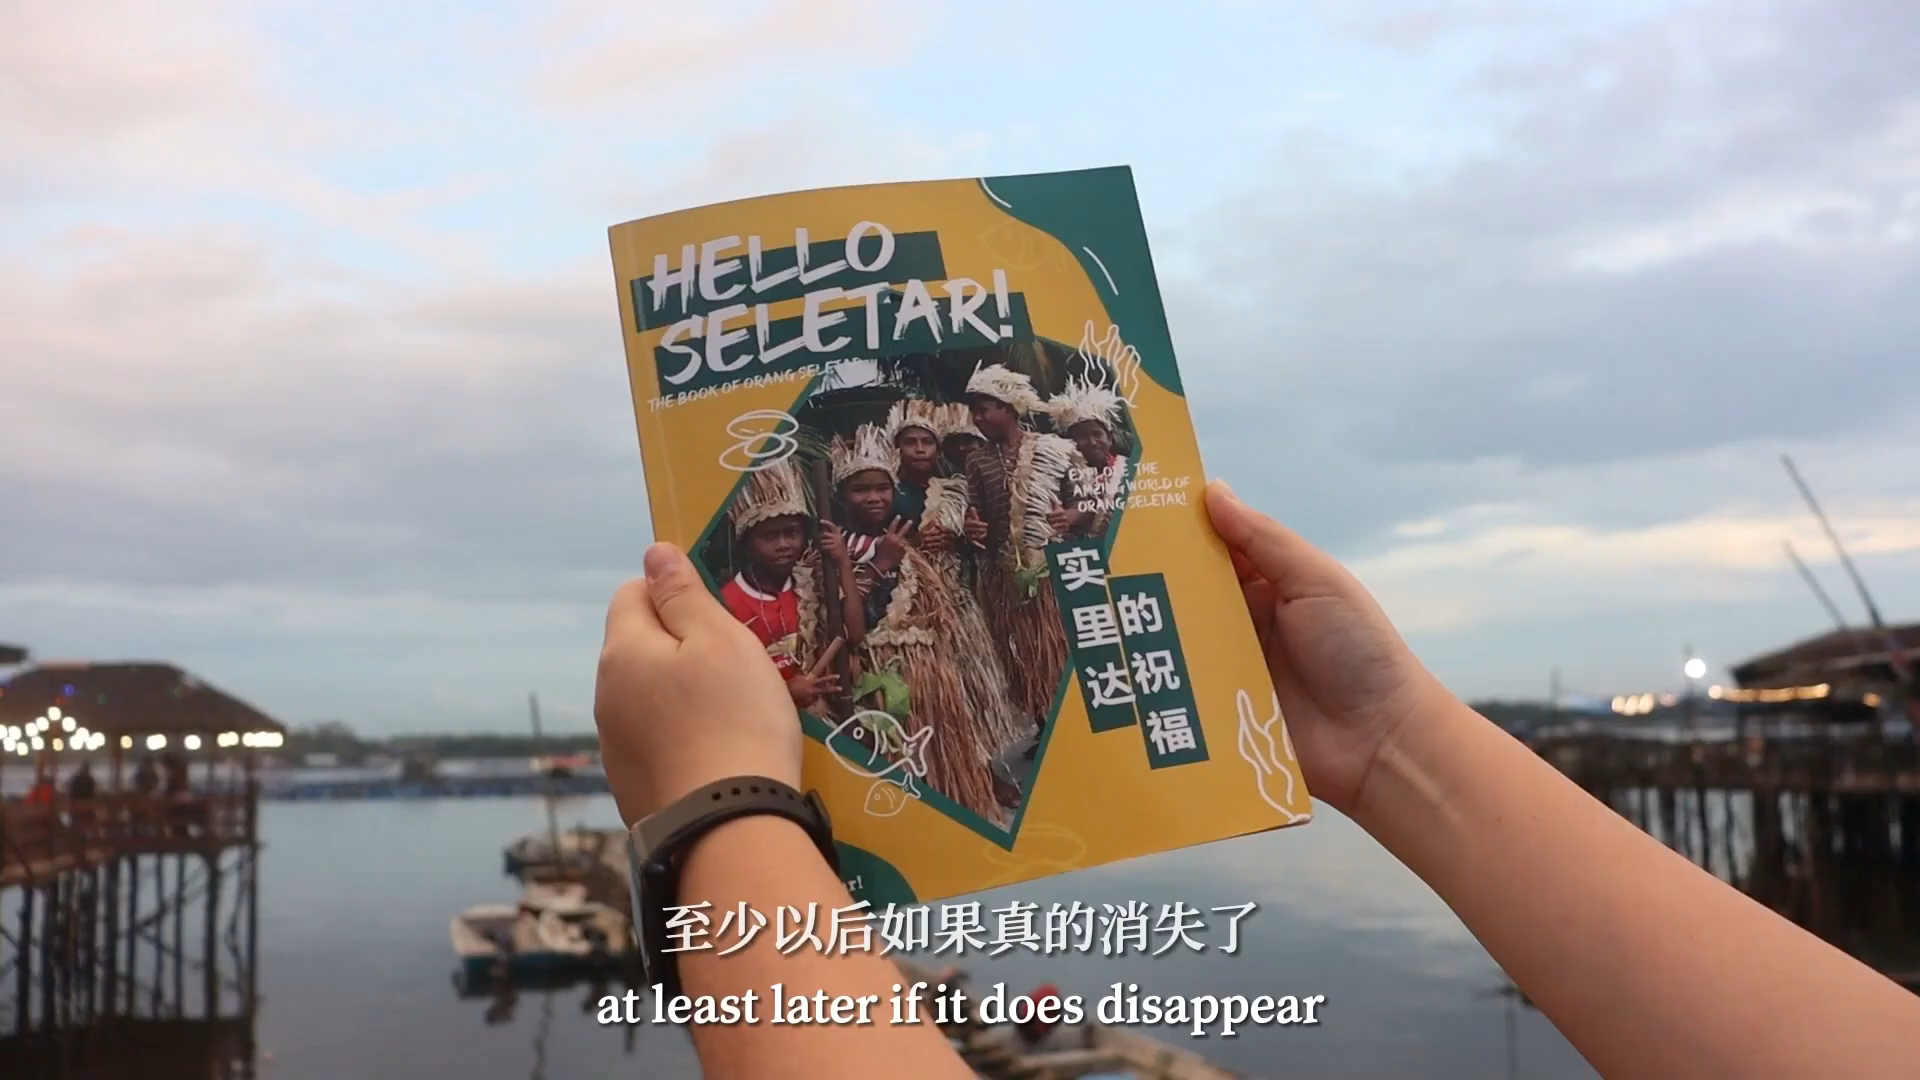 HELLO
SELETAR!
THE BOOK OF ORANG SELETAR
EXPLORE THE
AMZING WORLD OF
ORANG SELETAR!
实里达
的祝福
至少以后如果真的消失了
at least later if it does disappear